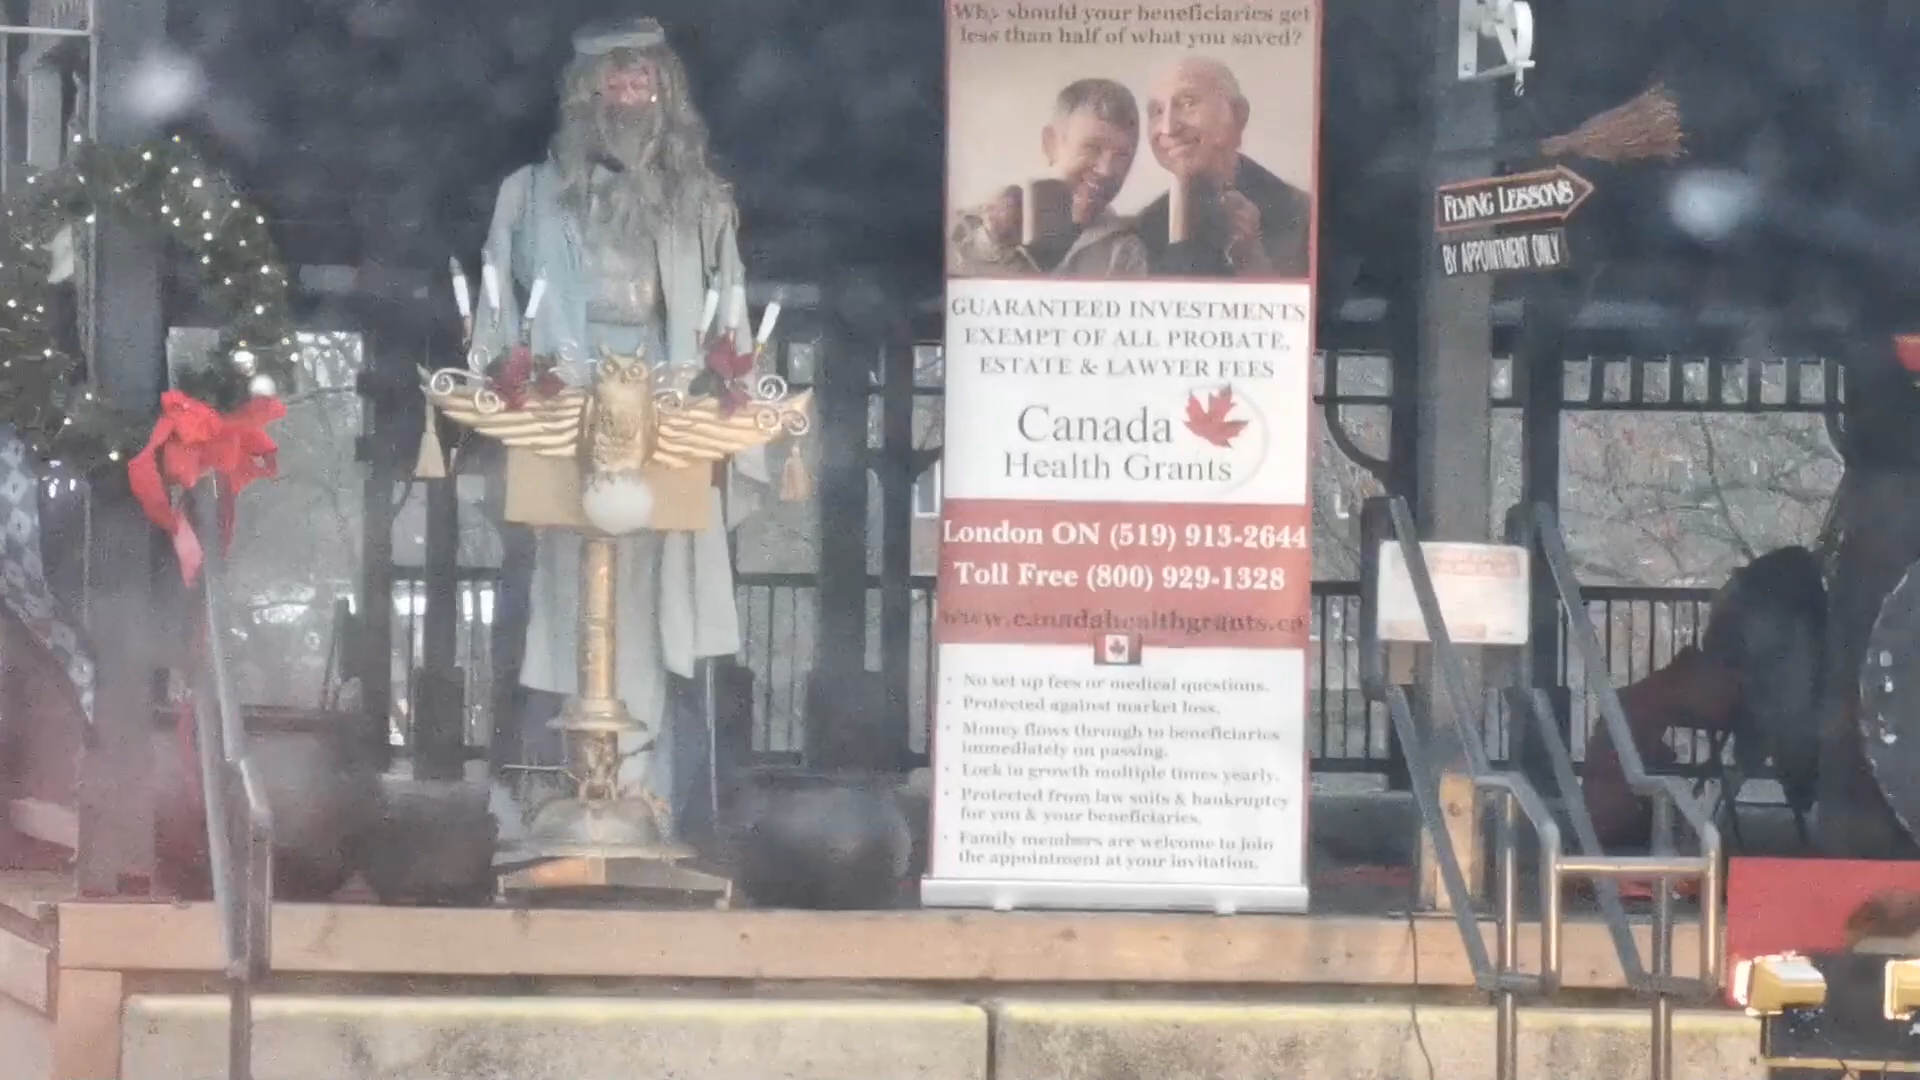 Why should your beneficiaries get
less than half of what you saved?
FLYING LESSONS
BY APPOINTMENT ONLY
GUARANTEED INVESTMENTS
EXEMPT OF ALL PROBATE,
ESTATE & LAWYER FEES
Canada
Health Grants
London ON (519) 913-2644
Toll Free (800) 929-1328
www.canadahealthgrants.ca
• No set up fees or medical questions.
• Protected against market loss.
• Money flows through to beneficiaries
immediately on passing.
• Lock in growth multiple times yearly.
• Protected from law suits & bankruptcy
for you & your beneficiaries.
• Family members are welcome to join
the appointment at your invitation.